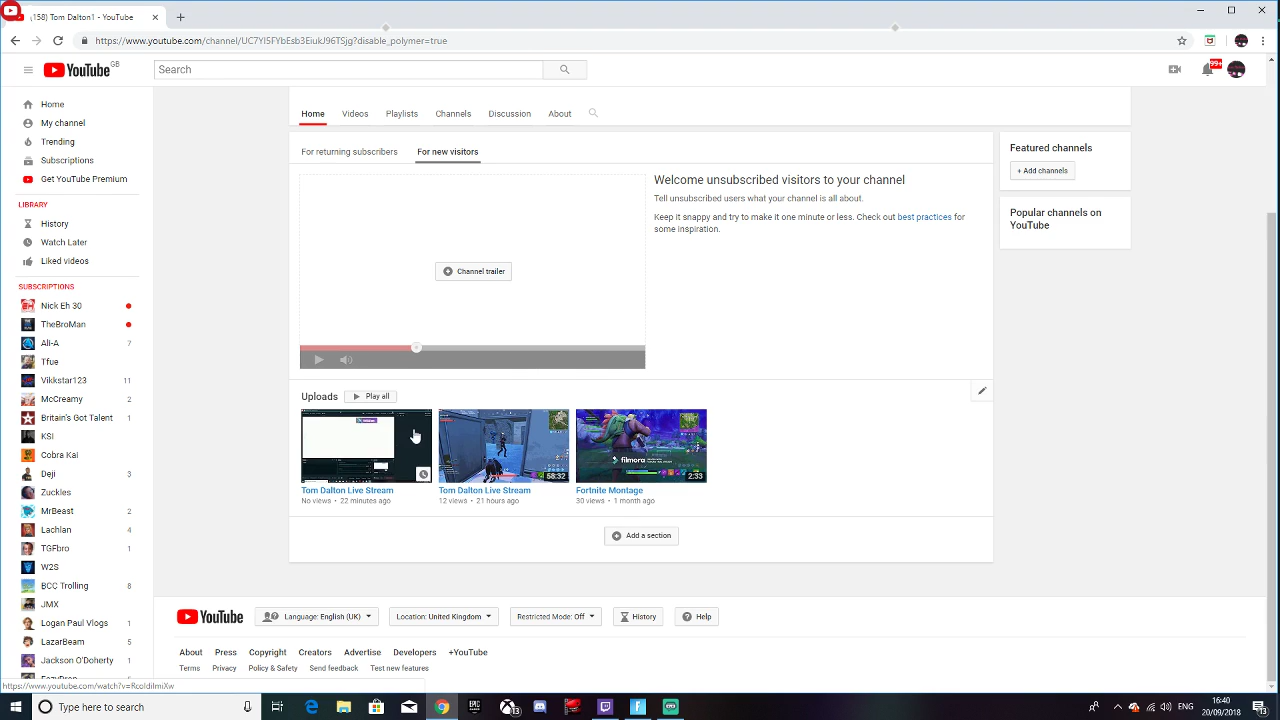 (158) Tom Dalton1 - YouTube
https://www.youtube.com/channel/UC7YI5FYbEsb3EiukJ96TSjg?disable_polymer=true
YouTube GB
Search
99+
Home
My channel
Trending
Subscriptions
Get YouTube Premium
LIBRARY
History
Watch Later
Liked videos
SUBSCRIPTIONS
Nick Eh 30
TheBroMan
Ali-A 7
Tfue
Vikkstar123 11
McCreamy 2
Britain's Got Talent 1
KSI
Cobra Kai
Deji 3
Zuckles
MrBeast 2
Lachlan 4
TGFbro 1
W2S
BCC Trolling 8
JMX
Logan Paul Vlogs 1
LazarBeam 5
Jackson O'Doherty 1
Home Videos Playlists Channels Discussion About
For returning subscribers For new visitors
Channel trailer
Welcome unsubscribed visitors to your channel
Tell unsubscribed users what your channel is all about.
Keep it snappy and try to make it one minute or less. Check out best practices for
some inspiration.
Featured channels
+ Add channels
Popular channels on
YouTube
Uploads Play all
58:32
filmora
2:33
Tom Dalton Live Stream
No views • 22 minutes ago
Tom Dalton Live Stream
12 views • 21 hours ago
Fortnite Montage
30 views • 1 month ago
Add a section
YouTube Language: English (UK) Location: United Kingdom Restricted Mode: Off History Help
About Press Copyright Creators Advertise Developers +YouTube
Terms Privacy Policy & Safety Send feedback Test new features
https://www.youtube.com/watch?v=RcoIdiImiXw
Type here to search
13
ENG
16:40
20/09/2018
13